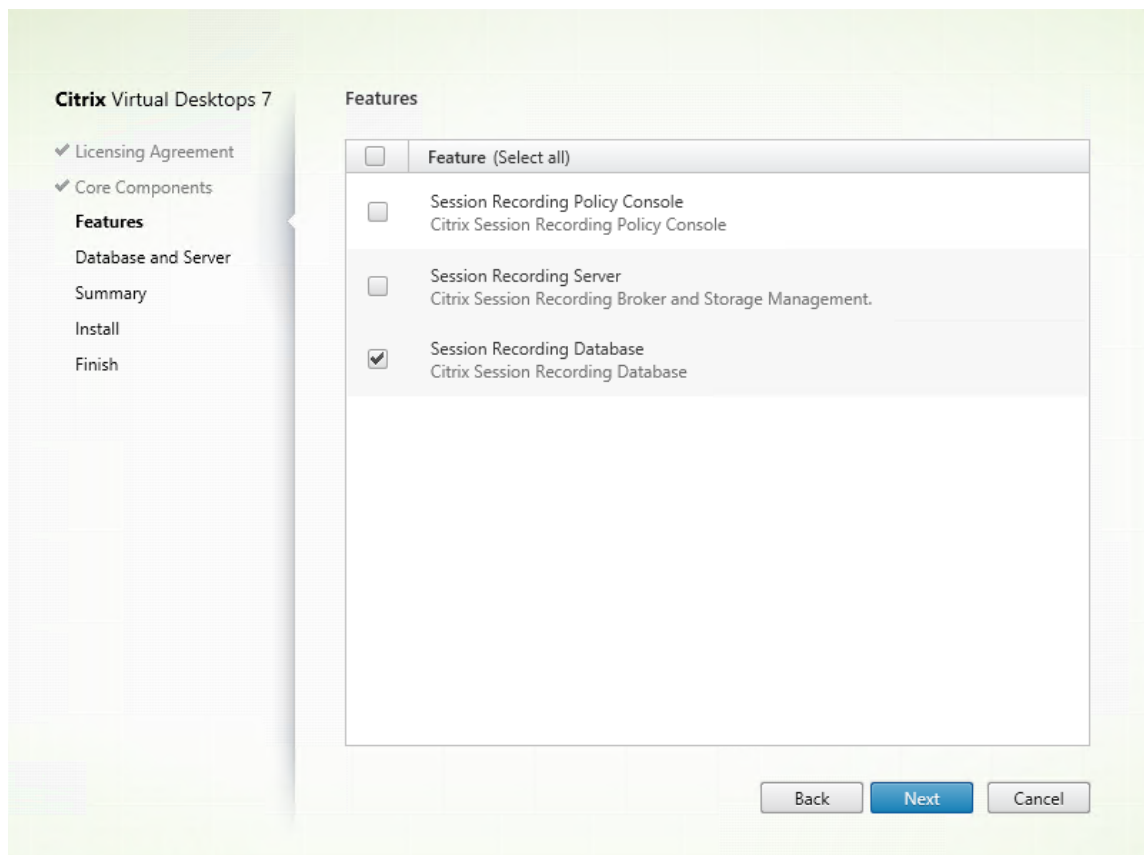 Citrix Virtual Desktops 7
Licensing Agreement
Core Components
Features
Database and Server
Summary
Install
Finish
Features
Feature (Select all)
Session Recording Policy Console
Citrix Session Recording Policy Console
Session Recording Server
Citrix Session Recording Broker and Storage Management.
Session Recording Database
Citrix Session Recording Database
Back
Next
Cancel